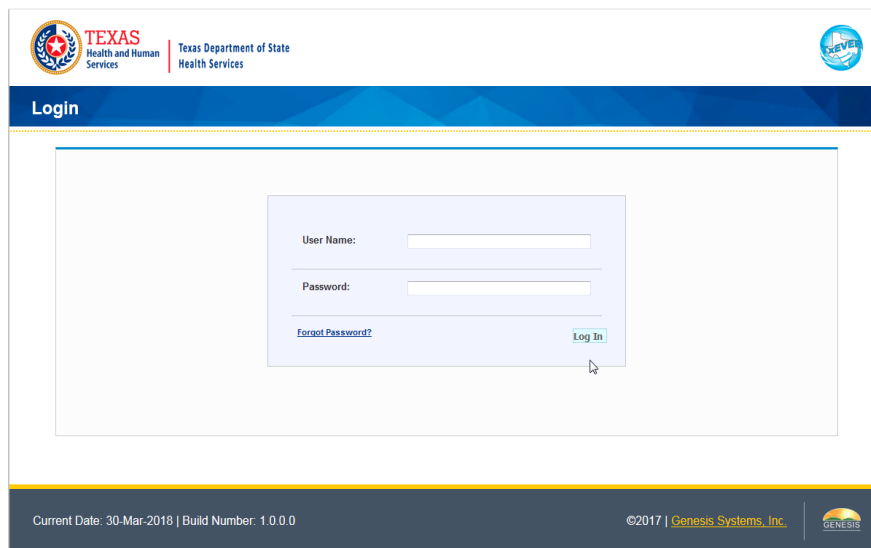 TEXAS
Health and Human
Services
Texas Department of State
Health Services
TxEVER
Login
User Name:
Password:
Forgot Password?
Log In
Current Date: 30-Mar-2018 | Build Number: 1.0.0.0
©2017 | Genesis Systems, Inc.
GENESIS